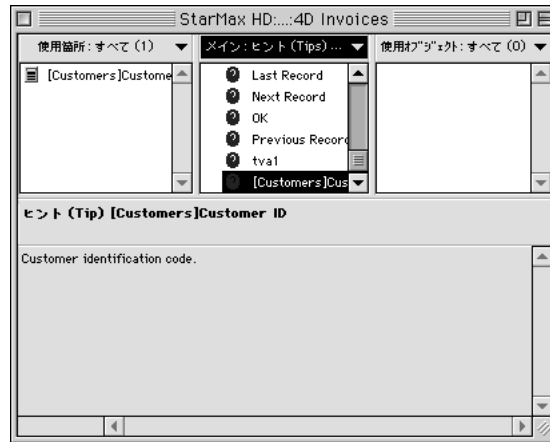 StarMax HD:...:4D Invoices
使用箇所:すべて (1)
メイン:ヒント(Tips)...
使用ｵﾌﾞｼﾞｪｸﾄ:すべて (0)
[Customers]Custome
Last Record
Next Record
OK
Previous Record
tva1
[Customers]Cus
ヒント (Tip) [Customers]Customer ID
Customer identification code.